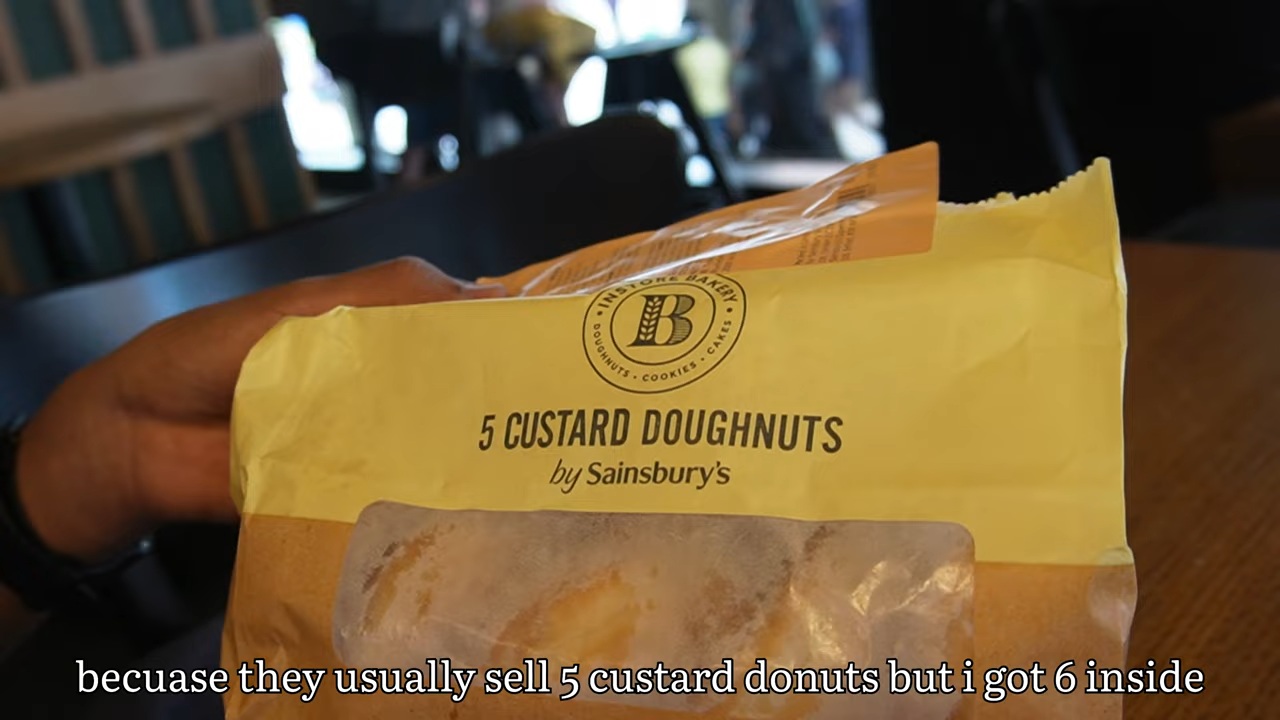 INSTORE BAKERY
B
DOUGHNUTS • COOKIES • CAKES
5 CUSTARD DOUGHNUTS
by Sainsbury's
becuase they usually sell 5 custard donuts but i got 6 inside